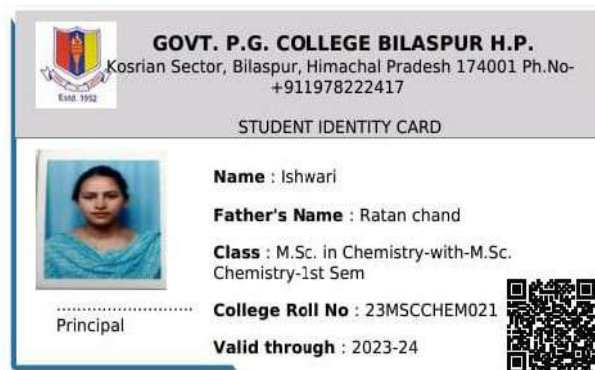 GOVT. P.G. COLLEGE BILASPUR H.P.
Kosrian Sector, Bilaspur, Himachal Pradesh 174001 Ph.No-
+911978222417
Estd. 1952
STUDENT IDENTITY CARD
Name : Ishwari
Father's Name : Ratan chand
Class : M.Sc. in Chemistry-with-M.Sc.
Chemistry-1st Sem
College Roll No : 23MSCCHEM021
Valid through : 2023-24
.............................
Principal